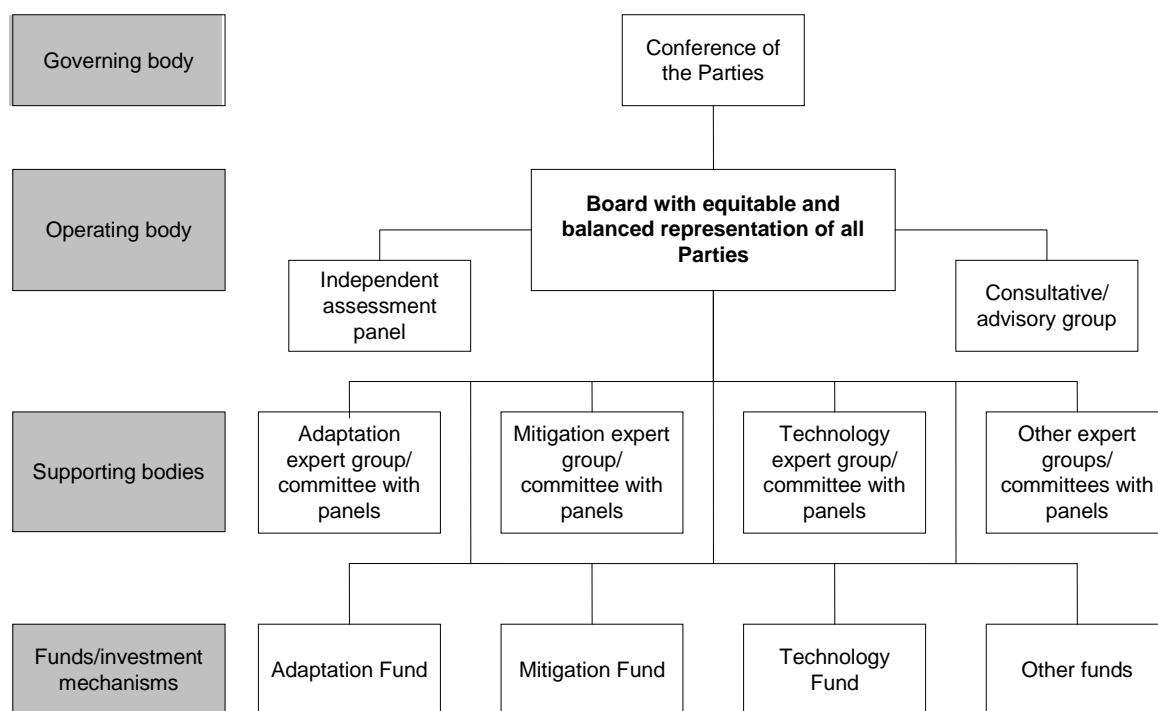 Governing body
Conference of
the Parties
Operating body
Board with equitable and
balanced representation of all
Parties
Independent
assessment
panel
Consultative/
advisory group
Supporting bodies
Adaptation
expert group/
committee with
panels
Mitigation expert
group/
committee with
panels
Technology
expert group/
committee with
panels
Other expert
groups/
committees with
panels
Funds/investment
mechanisms
Adaptation Fund
Mitigation Fund
Technology
Fund
Other funds